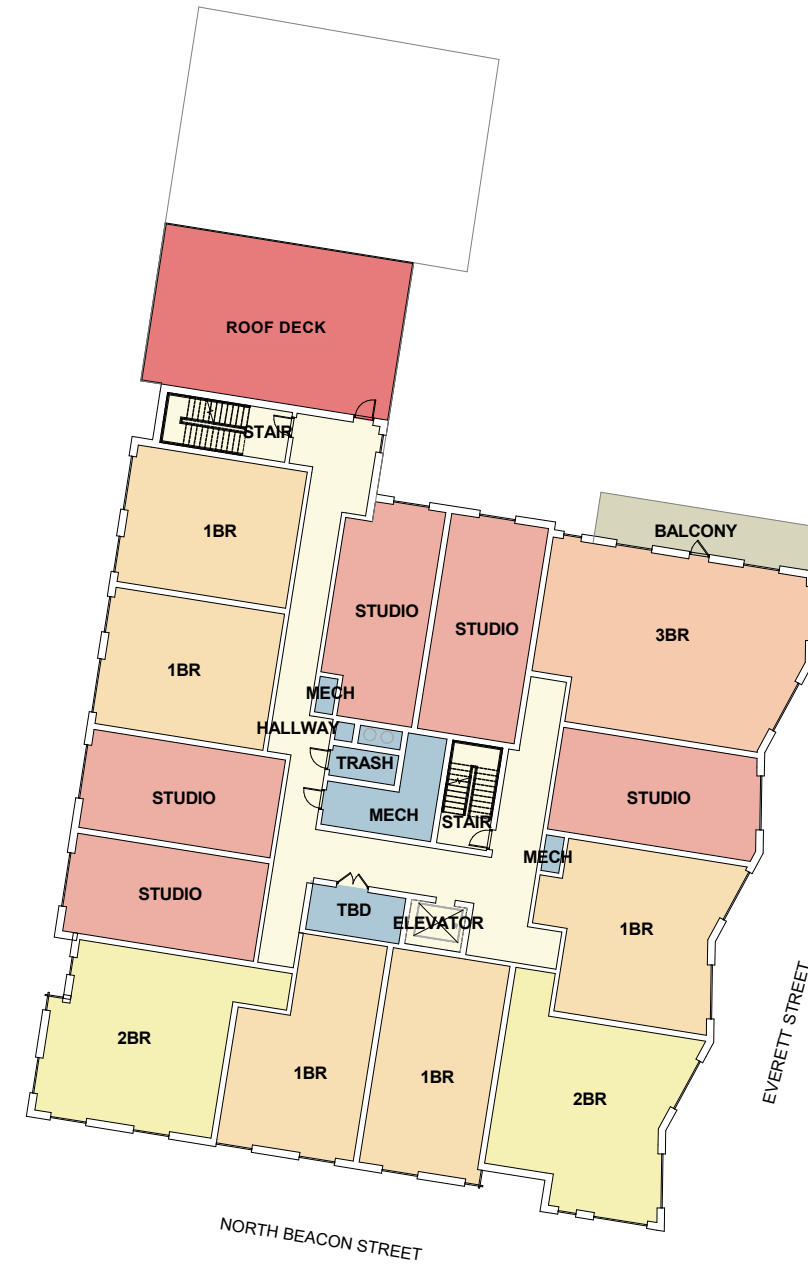 ROOF DECK
STAIR
1BR
BALCONY
STUDIO
STUDIO
3BR
1BR
MECH
HALLWAY
TRASH
STUDIO
MECH
STAIR
STUDIO
MECH
STUDIO
TBD
ELEVATOR
1BR
2BR
1BR
1BR
2BR
EVERETT STREET
NORTH BEACON STREET